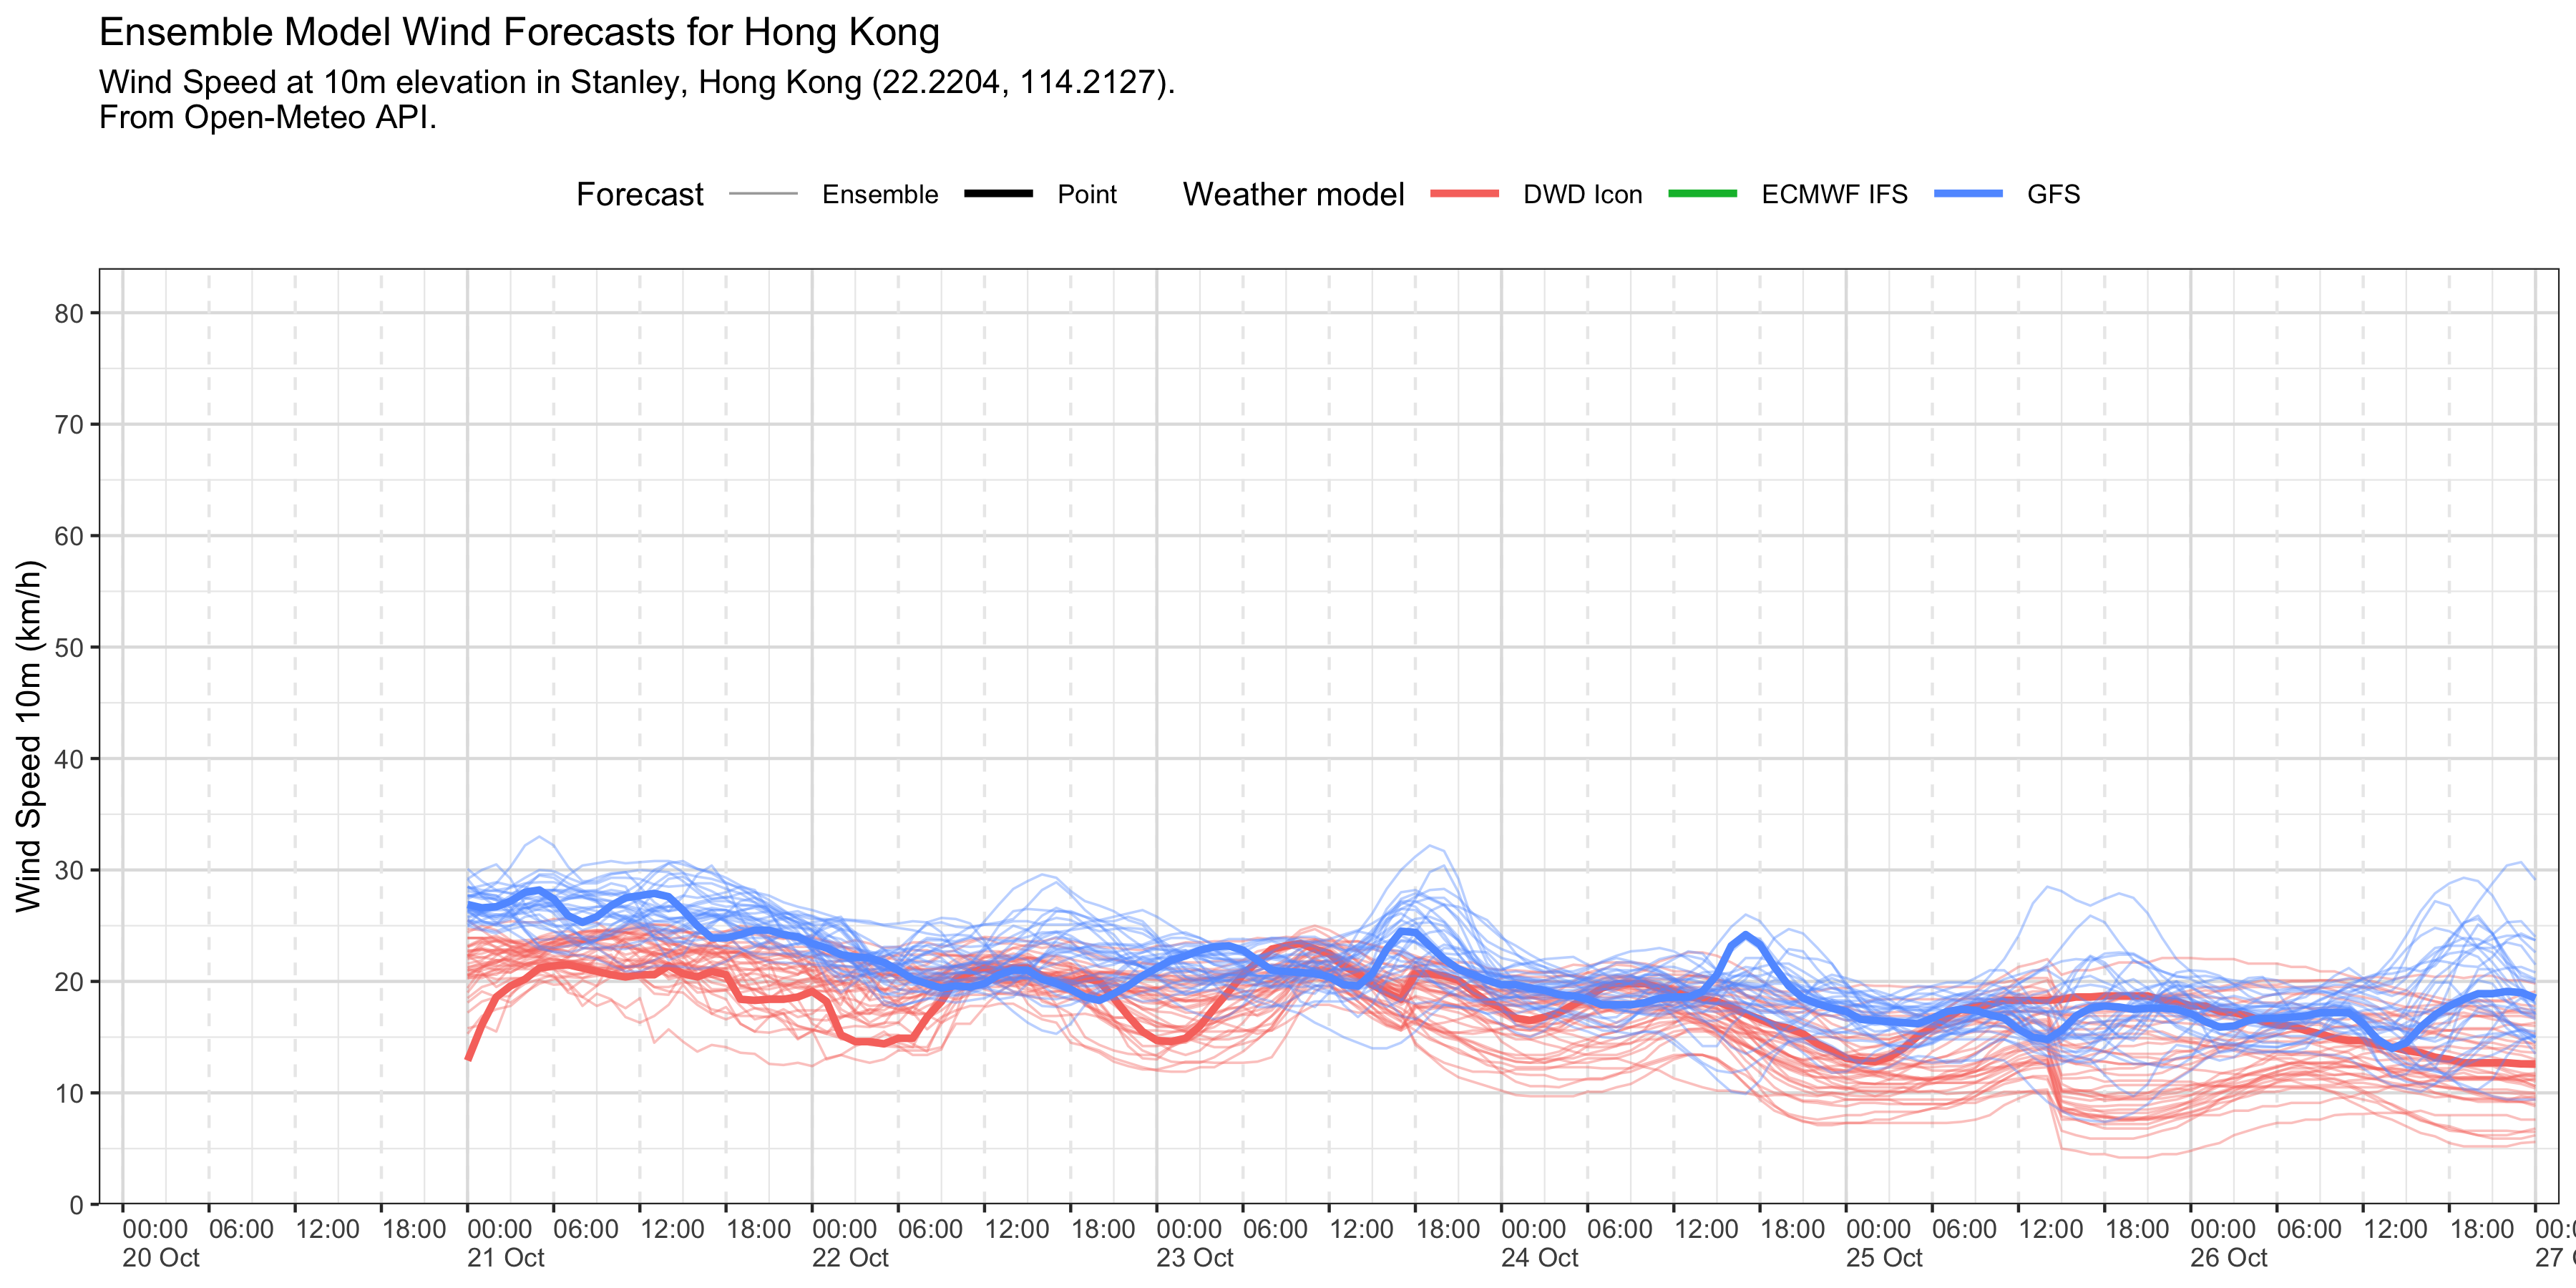 Ensemble Model Wind Forecasts for Hong Kong
Wind Speed at 10m elevation in Stanley, Hong Kong (22.2204, 114.2127).
From Open-Meteo API.
Forecast Ensemble Point Weather model DWD Icon ECMWF IFS GFS
Wind Speed 10m (km/h)
80
70
60
50
40
30
20
10
0
00:00 06:00 12:00 18:00 00:00 06:00 12:00 18:00 00:00 06:00 12:00 18:00 00:00 06:00 12:00 18:00 00:00 06:00 12:00 18:00 00:00 06:00 12:00 18:00 00:00 06:00 12:00 18:00
20 Oct 21 Oct 22 Oct 23 Oct 24 Oct 25 Oct 26 Oct 27